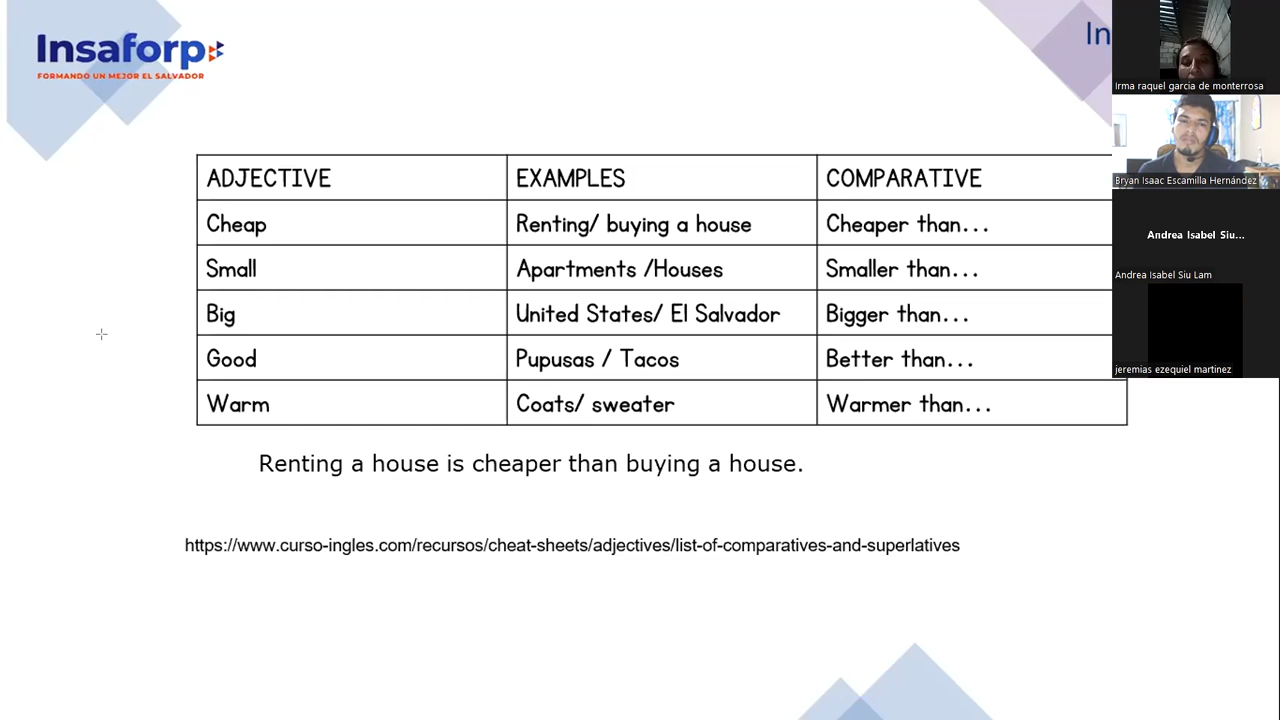 Insaforp
FORMANDO UN MEJOR EL SALVADOR
In
Irma raquel garcia de monterrosa
Bryan Isaac Escamilla Hernández
Andrea Isabel Siu...
Andrea Isabel Siu Lam
jeremias ezequiel martinez
ADJECTIVE EXAMPLES COMPARATIVE
Cheap Renting/ buying a house Cheaper than...
Small Apartments /Houses Smaller than...
Big United States/ El Salvador Bigger than...
Good Pupusas / Tacos Better than...
Warm Coats/ sweater Warmer than...
Renting a house is cheaper than buying a house.
https://www.curso-ingles.com/recursos/cheat-sheets/adjectives/list-of-comparatives-and-superlatives